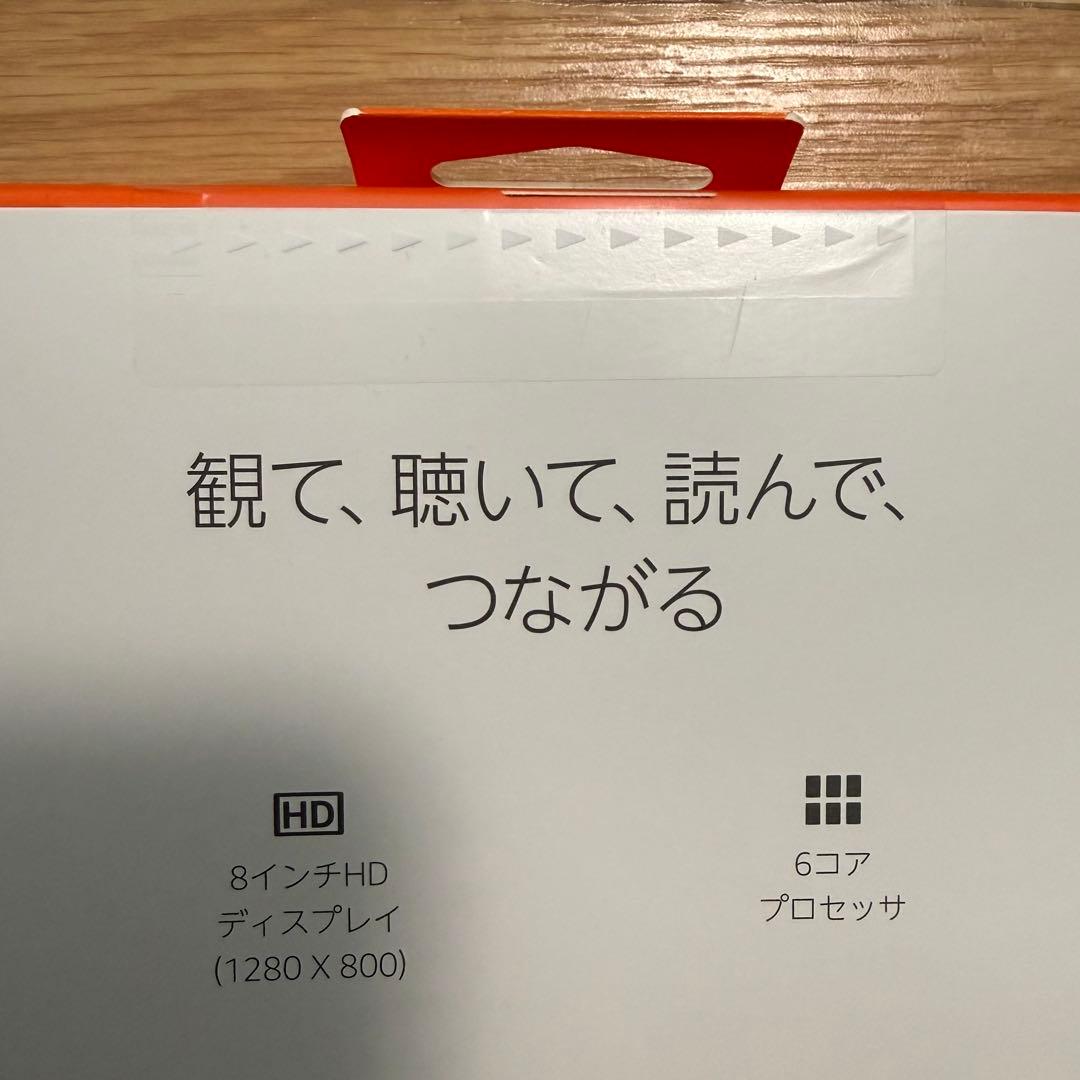 観て、聴いて、読んで、
つながる
HD
8インチHD
ディスプレイ
(1280 X 800)
6コア
プロセッサ